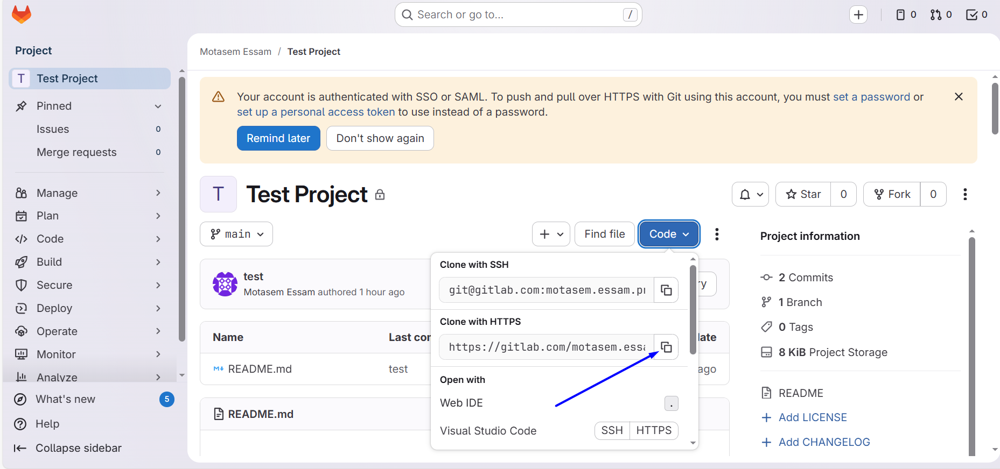 Search or go to...
/
0
0
0
Project
T
Test Project
Pinned
Issues
0
Merge requests
0
Manage
Plan
Code
Build
Secure
Deploy
Operate
Monitor
Analyze
What's new
5
Help
Collapse sidebar
Motasem Essam / Test Project
Your account is authenticated with SSO or SAML. To push and pull over HTTPS with Git using this account, you must set a password or
set up a personal access token to use instead of a password.
Remind later
Don't show again
T
Test Project
Star
0
Fork
0
main
Find file
Code
test
Motasem Essam authored 1 hour ago
ry
Name
Last cor
late
README.md
test
ago
README.md
Clone with SSH
git@gitlab.com:motasem.essam.pr
Clone with HTTPS
https://gitlab.com/motasem.essa
Open with
Web IDE
.
Visual Studio Code
SSH
HTTPS
Project information
2 Commits
1 Branch
0 Tags
8 KiB Project Storage
README
Add LICENSE
Add CHANGELOG